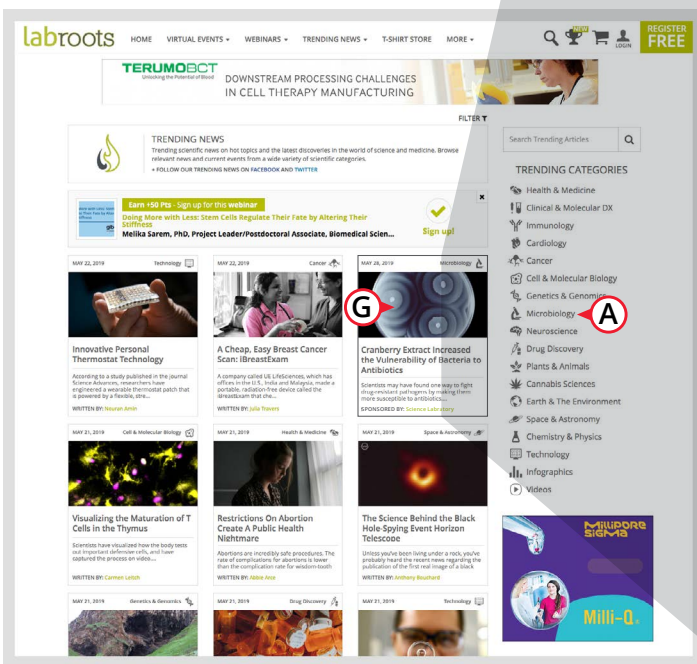 labroots
HOME VIRTUAL EVENTS WEBINARS TRENDING NEWS T-SHIRT STORE MORE
NEW
LOGIN
REGISTER
FREE
TERUMOBCT
Unlocking the Potential of Blood
DOWNSTREAM PROCESSING CHALLENGES
IN CELL THERAPY MANUFACTURING
FILTER
TRENDING NEWS
Trending scientific news on hot topics and the latest discoveries in the world of science and medicine. Browse
relevant news and current events from a wide variety of scientific categories.
+ FOLLOW OUR TRENDING NEWS ON FACEBOOK AND TWITTER
Earn +50 Pts - Sign up for this webinar
Doing More with Less: Stem Cells Regulate Their Fate by Altering Their
Stiffness
Melika Sarem, PhD, Project Leader/Postdoctoral Associate, Biomedical Scien...
Sign up!
MAY 22, 2019 Technology
Innovative Personal
Thermostat Technology
According to a study published in the journal
Science Advances, researchers have
engineered a wearable thermostat patch that
is powered by a flexible, stre...
WRITTEN BY: Nouran Amin
MAY 22, 2019 Cancer
A Cheap, Easy Breast Cancer
Scan: iBreastExam
A company called UE LifeSciences, which has
offices in the U.S., India and Malaysia, made a
portable, radiation-free device called the
iBreastExam that che...
WRITTEN BY: Julia Travers
MAY 28, 2019 Microbiology
G
Cranberry Extract Increased
the Vulnerability of Bacteria to
Antibiotics
Scientists may have found one way to fight
drug-resistant pathogens by making them
more susceptible to antibiotics....
SPONSORED BY: Science Laboratory
MAY 21, 2019 Cell & Molecular Biology
Visualizing the Maturation of T
Cells in the Thymus
Scientists have visualized how the body tests
out important defensive cells, and have
captured the process on video....
WRITTEN BY: Carmen Leitch
MAY 21, 2019 Health & Medicine
Restrictions On Abortion
Create A Public Health
Nightmare
Abortions are incredibly safe procedures. The
rate of complications for abortions is lower
than the complication rate for wisdom-tooth
WRITTEN BY: Abbie Arce
MAY 21, 2019 Space & Astronomy
The Science Behind the Black
Hole-Spying Event Horizon
Telescope
Unless you've been living under a rock, you've
probably heard the recent news regarding the
publication of the first real image of a black
WRITTEN BY: Anthony Bouchard
MAY 21, 2019 Genetics & Genomics
MAY 21, 2019 Drug Discovery
MAY 21, 2019 Technology
Search Trending Articles
TRENDING CATEGORIES
Health & Medicine
Clinical & Molecular DX
Immunology
Cardiology
Cancer
Cell & Molecular Biology
Genetics & Genomics
Microbiology
A
Neuroscience
Drug Discovery
Plants & Animals
Cannabis Sciences
Earth & The Environment
Space & Astronomy
Chemistry & Physics
Technology
Infographics
Videos
MILLIPORE
SIGMA
Milli-Q®